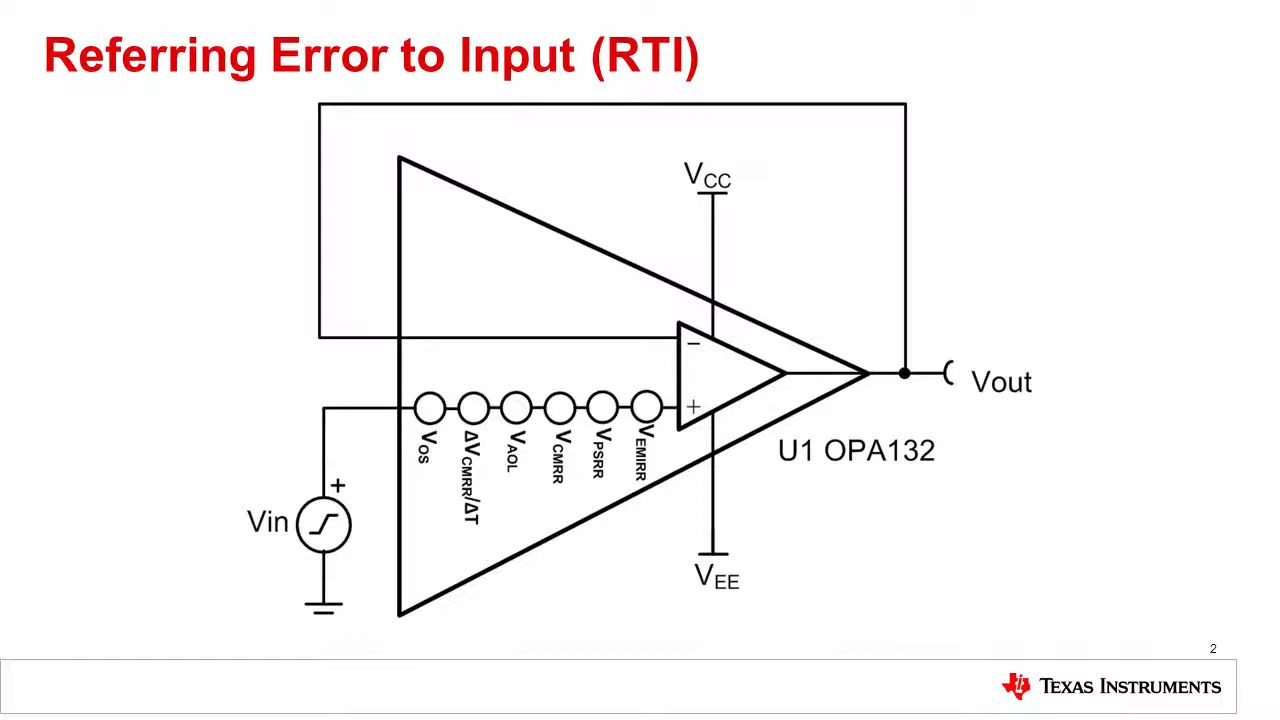 Referring Error to Input (RTI)
VCC
−
+
Vout
VOS
ΔVCMRR/ΔT
VAOL
VCMRR
VPSRR
VEMIRR
U1 OPA132
+
Vin
VEE
2
TEXAS INSTRUMENTS